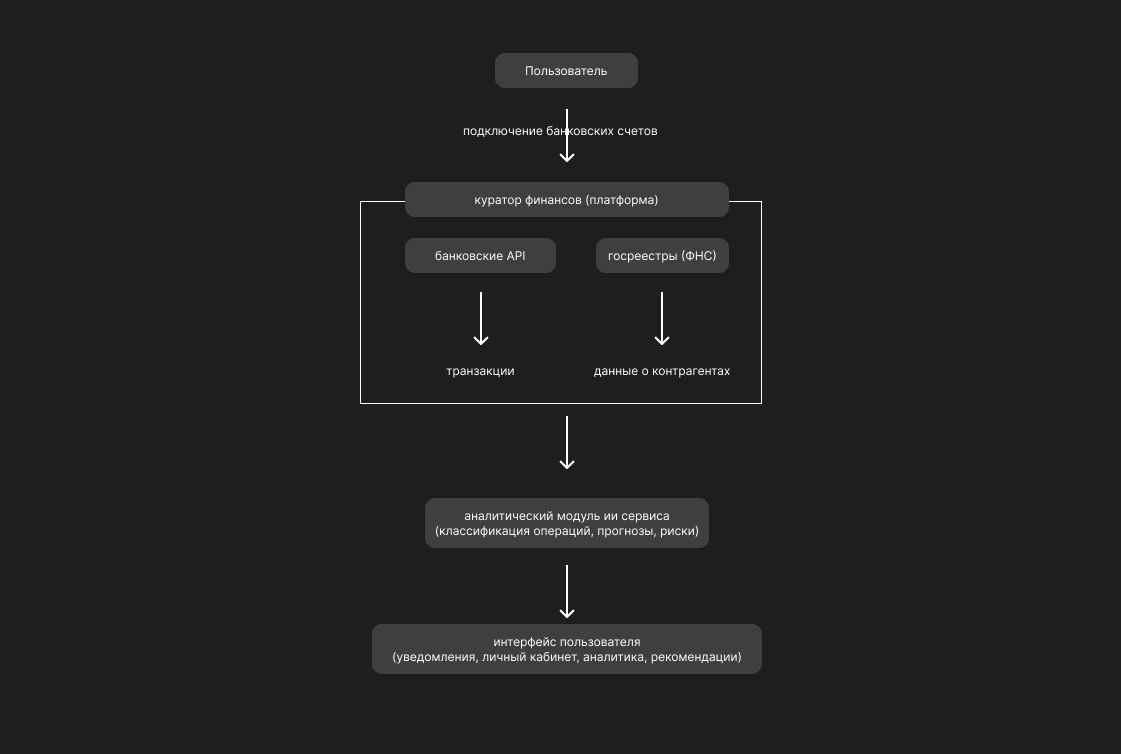 Пользователь
подключение банковских счетов
куратор финансов (платформа)
банковские API
госреестры (ФНС)
транзакции
данные о контрагентах
аналитический модуль ии сервиса
(классификация операций, прогнозы, риски)
интерфейс пользователя
(уведомления, личный кабинет, аналитика, рекомендации)